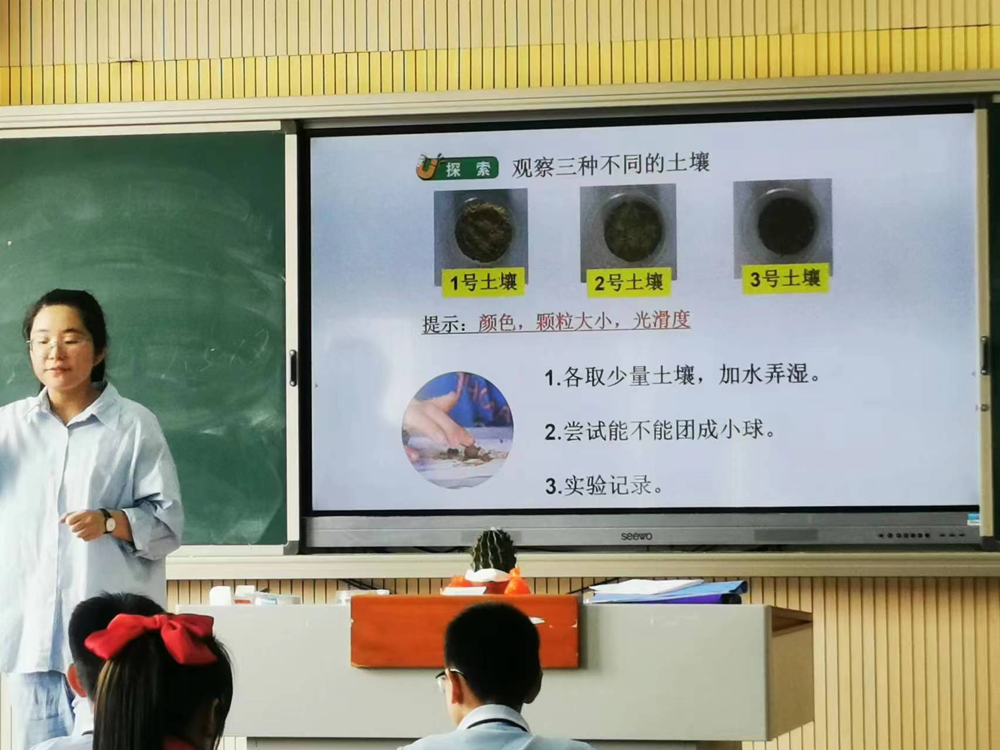 探 索 观察三种不同的土壤
1号土壤 2号土壤 3号土壤
提示：颜色，颗粒大小，光滑度
1.各取少量土壤，加水弄湿。
2.尝试能不能团成小球。
3.实验记录。
seewo